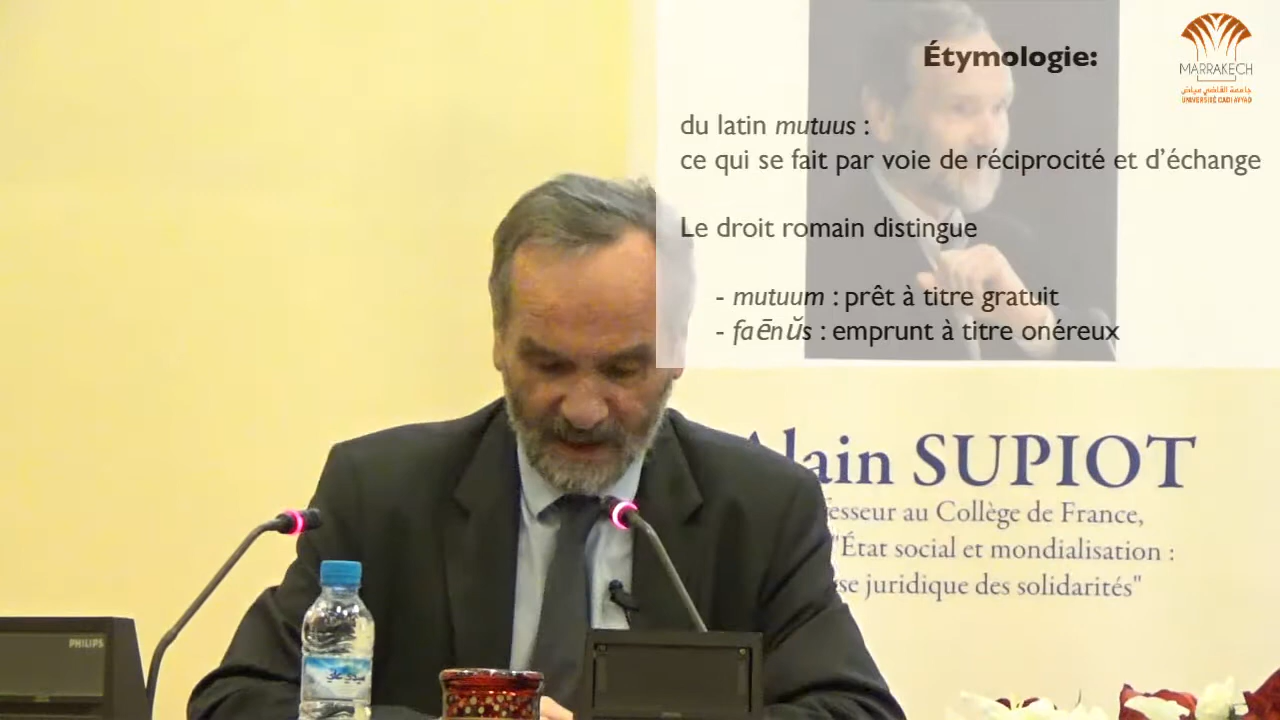 Étymologie:
du latin mutuus :
ce qui se fait par voie de réciprocité et d’échange
Le droit romain distingue
- mutuum : prêt à titre gratuit
- faēnŭs : emprunt à titre onéreux
MARRAKECH
جامعة القاضي عياض
UNIVERSITÉ CADI AYYAD
Alain SUPIOT
fesseur au Collège de France,
"État social et mondialisation :
se juridique des solidarités"
PHILIPS